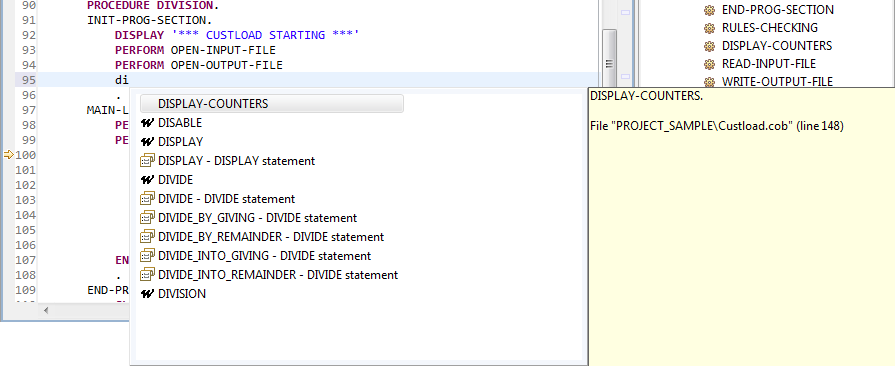 90 PROCEDURE DIVISION.
91 INIT-PROG-SECTION.
92 DISPLAY '*** CUSTLOAD STARTING ***'
93 PERFORM OPEN-INPUT-FILE
94 PERFORM OPEN-OUTPUT-FILE
95 di
96 .
97 MAIN-L
98 PE
99 PE
100
101
102
103
104
105
106
107 EN
108 .
109 END-PR
DISPLAY-COUNTERS
DISABLE
DISPLAY
DISPLAY - DISPLAY statement
DIVIDE
DIVIDE - DIVIDE statement
DIVIDE_BY_GIVING - DIVIDE statement
DIVIDE_BY_REMAINDER - DIVIDE statement
DIVIDE_INTO_GIVING - DIVIDE statement
DIVIDE_INTO_REMAINDER - DIVIDE statement
DIVISION
END-PROG-SECTION
RULES-CHECKING
DISPLAY-COUNTERS
READ-INPUT-FILE
WRITE-OUTPUT-FILE
DISPLAY-COUNTERS.
File "PROJECT_SAMPLE\Custload.cob" (line 148)